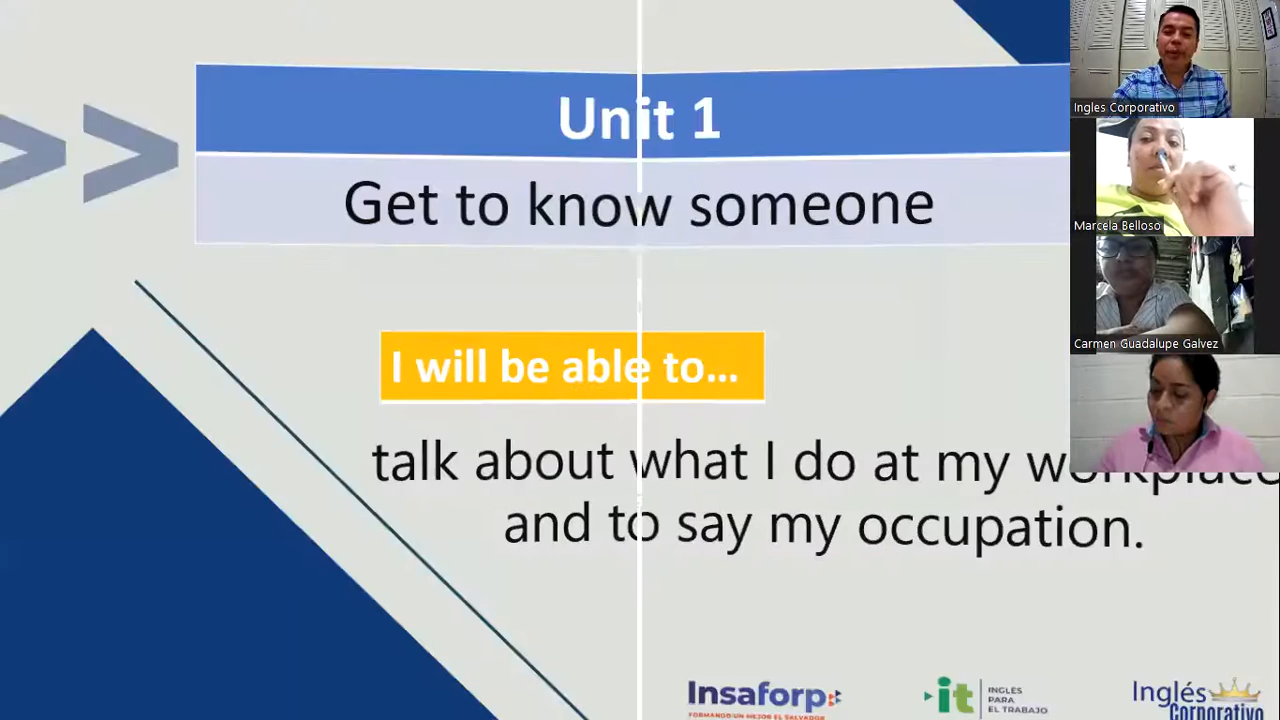 Unit 1
Get to know someone
I will be able to...
talk about what I do at my workplace
and to say my occupation.
Insaforp
FORMANDO UN MEJOR EL SALVADOR
it
INGLÉS
PARA
EL TRABAJO
Inglés
Corporativo
Ingles Corporativo
Marcela Belloso
Carmen Guadalupe Galvez